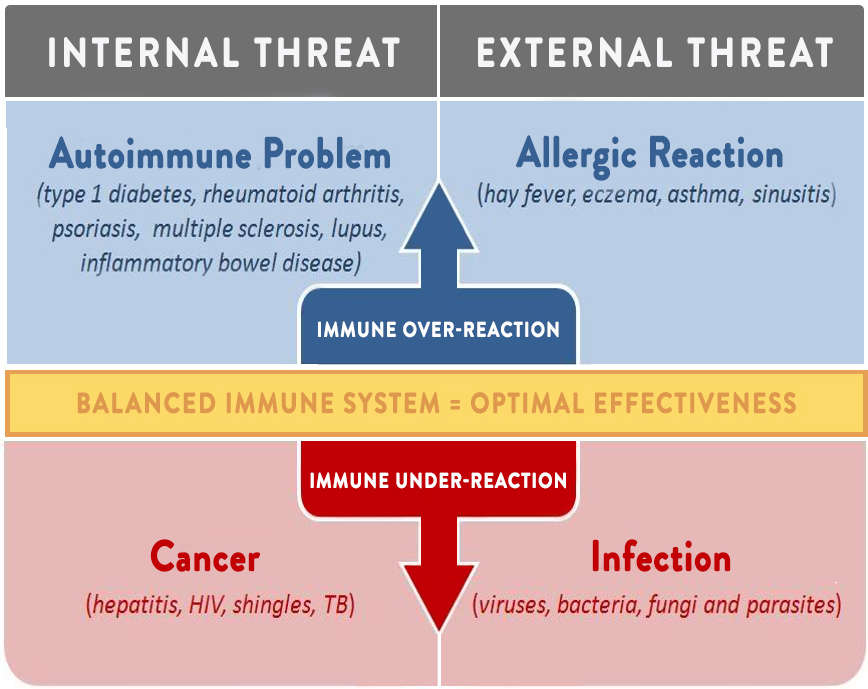 INTERNAL THREAT
EXTERNAL THREAT
Autoimmune Problem
(type 1 diabetes, rheumatoid arthritis,
psoriasis, multiple sclerosis, lupus,
inflammatory bowel disease)
Allergic Reaction
(hay fever, eczema, asthma, sinusitis)
IMMUNE OVER-REACTION
BALANCED IMMUNE SYSTEM = OPTIMAL EFFECTIVENESS
IMMUNE UNDER-REACTION
Cancer
(hepatitis, HIV, shingles, TB)
Infection
(viruses, bacteria, fungi and parasites)